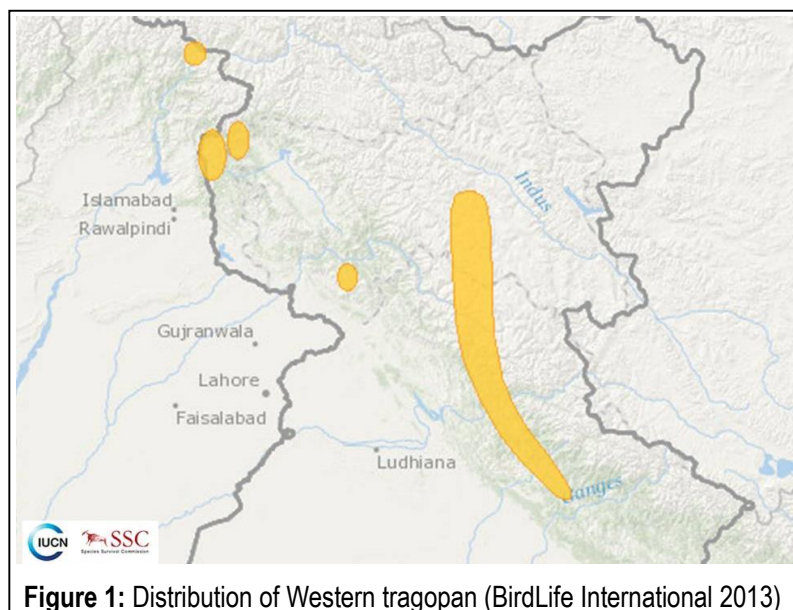 Indus
Islamabad
Rawalpindi
Gujranwala
Lahore
Faisalabad
Ludhiana
Ganges
IUCN
SSC
Species Survival Commission
Figure 1: Distribution of Western tragopan (BirdLife International 2013)